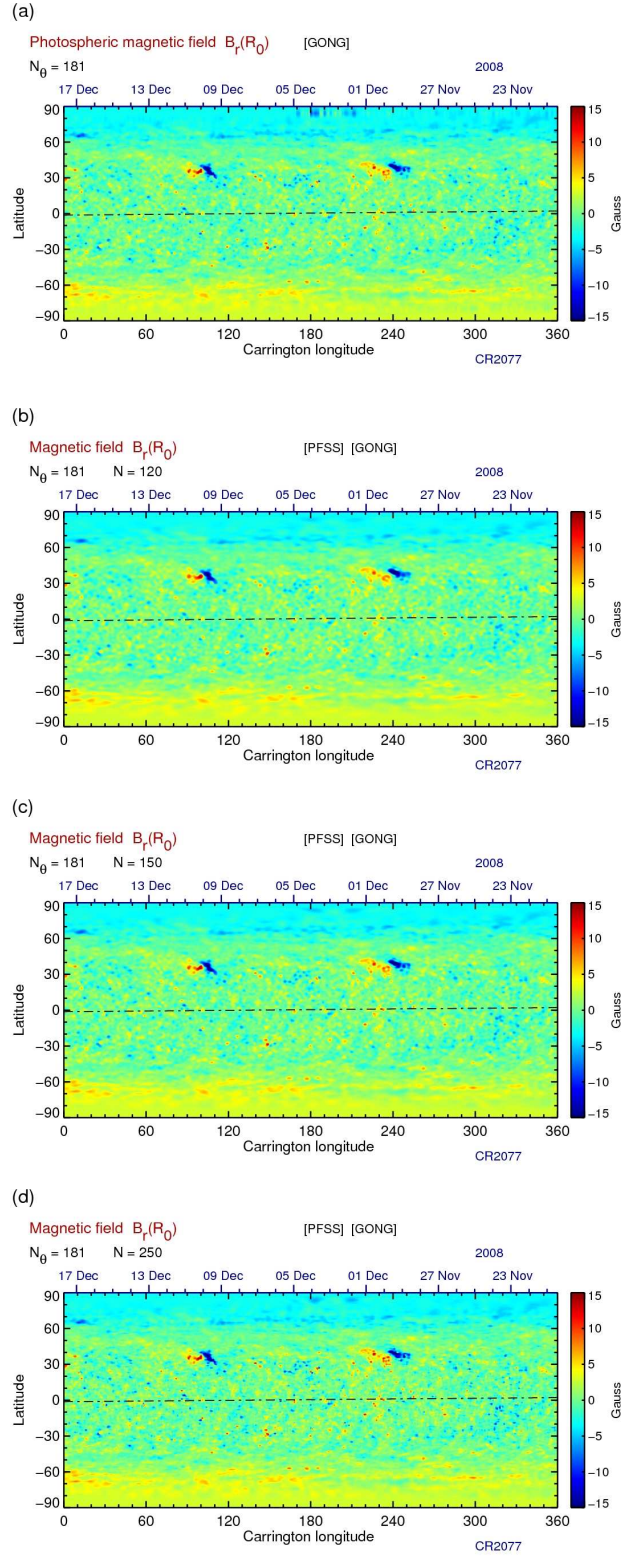 (a)
Photospheric magnetic field B_r(R_0) [GONG]
N_θ = 181 2008
17 Dec 13 Dec 09 Dec 05 Dec 01 Dec 27 Nov 23 Nov
90
60
30
0
−30
−60
−90
Latitude
0 60 120 180 240 300 360
Carrington longitude
CR2077
15
10
5
0
−5
−10
−15
Gauss
(b)
Magnetic field B_r(R_0) [PFSS] [GONG]
N_θ = 181 N = 120 2008
17 Dec 13 Dec 09 Dec 05 Dec 01 Dec 27 Nov 23 Nov
90
60
30
0
−30
−60
−90
Latitude
0 60 120 180 240 300 360
Carrington longitude
CR2077
15
10
5
0
−5
−10
−15
Gauss
(c)
Magnetic field B_r(R_0) [PFSS] [GONG]
N_θ = 181 N = 150 2008
17 Dec 13 Dec 09 Dec 05 Dec 01 Dec 27 Nov 23 Nov
90
60
30
0
−30
−60
−90
Latitude
0 60 120 180 240 300 360
Carrington longitude
CR2077
15
10
5
0
−5
−10
−15
Gauss
(d)
Magnetic field B_r(R_0) [PFSS] [GONG]
N_θ = 181 N = 250 2008
17 Dec 13 Dec 09 Dec 05 Dec 01 Dec 27 Nov 23 Nov
90
60
30
0
−30
−60
−90
Latitude
0 60 120 180 240 300 360
Carrington longitude
CR2077
15
10
5
0
−5
−10
−15
Gauss